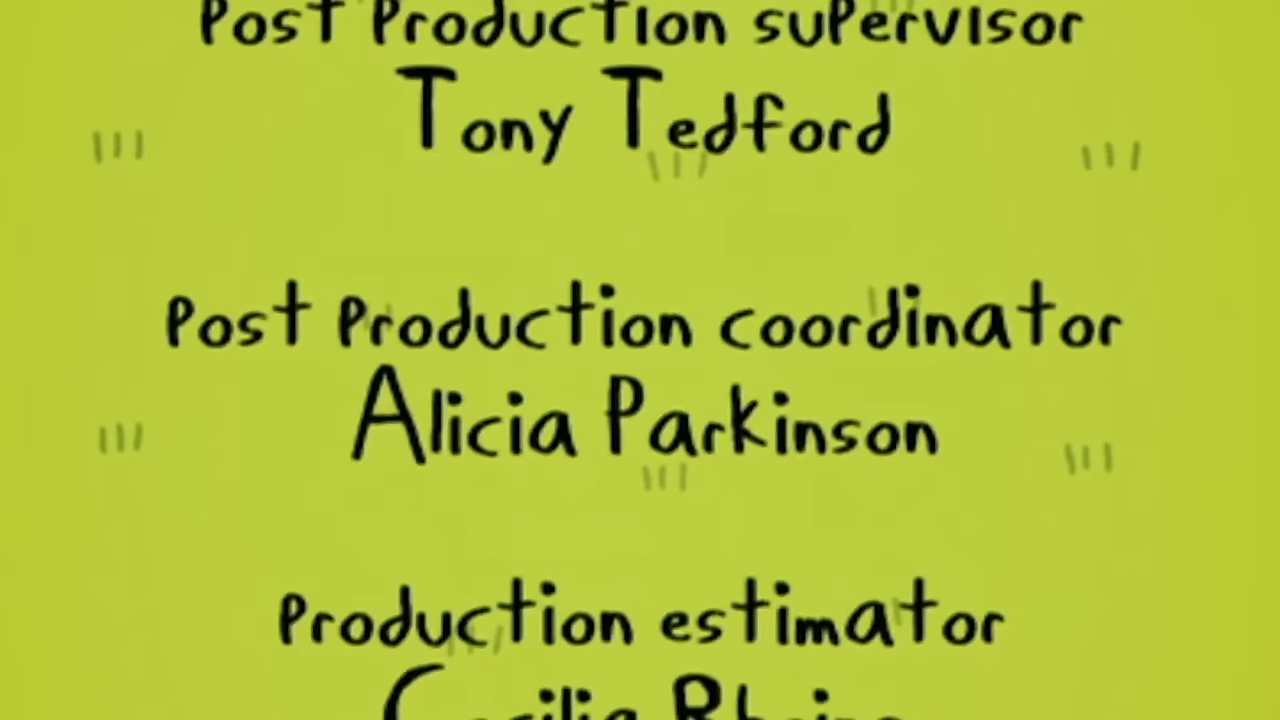 Post Production supervisor
Tony Tedford
Post Production coordinator
Alicia Parkinson
Production estimator